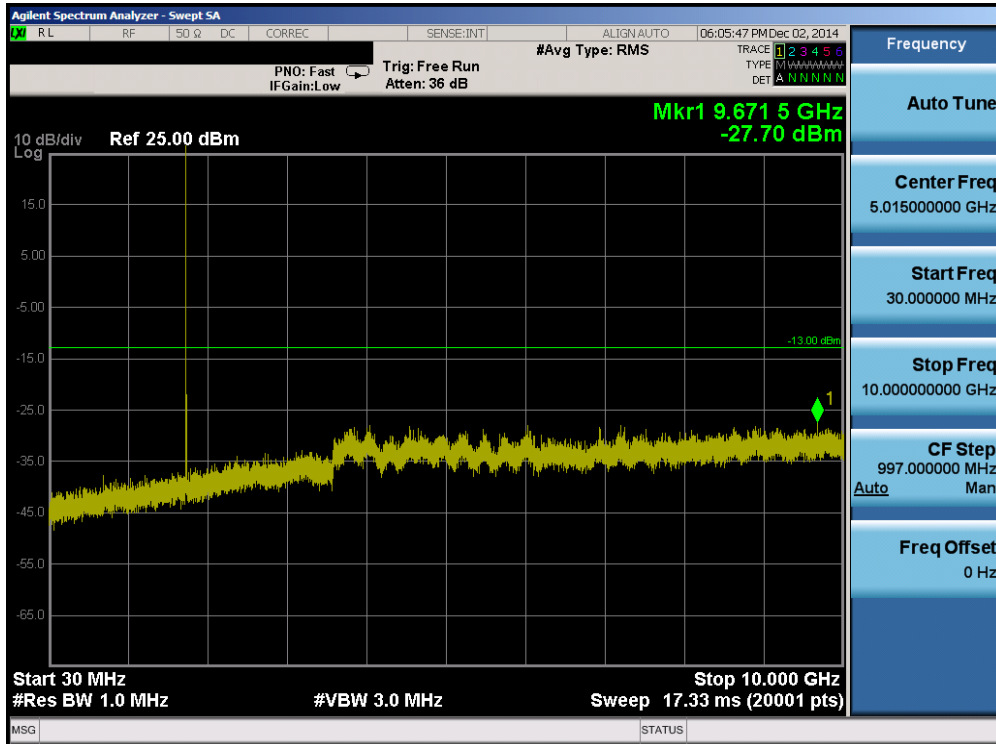 Agilent Spectrum Analyzer - Swept SA
LXI RL RF 50 Ω DC CORREC SENSE:INT ALIGN AUTO 06:05:47 PM Dec 02, 2014
#Avg Type: RMS
TRACE 1 2 3 4 5 6
PNO: Fast Trig: Free Run
TYPE M WWWWW
IFGain:Low Atten: 36 dB
DET A N N N N N
Mkr1 9.671 5 GHz
-27.70 dBm
10 dB/div Ref 25.00 dBm
Log
15.0
5.00
-5.00
-13.00 dBm
-15.0
-25.0
1
-35.0
-45.0
-55.0
-65.0
Start 30 MHz Stop 10.000 GHz
#Res BW 1.0 MHz #VBW 3.0 MHz Sweep 17.33 ms (20001 pts)
MSG STATUS
Frequency
Auto Tune
Center Freq
5.015000000 GHz
Start Freq
30.000000 MHz
Stop Freq
10.000000000 GHz
CF Step
997.000000 MHz
Auto Man
Freq Offset
0 Hz